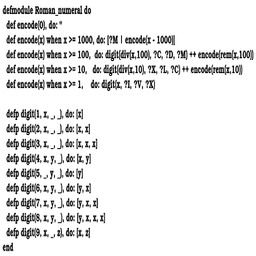 defmodule Roman_numeral do
def encode(0), do: ''
def encode(x) when x >= 1000, do: [?M | encode(x - 1000)]
def encode(x) when x >= 100, do: digit(div(x,100), ?C, ?D, ?M) ++ encode(rem(x,100))
def encode(x) when x >= 10, do: digit(div(x,10), ?X, ?L, ?C) ++ encode(rem(x,10))
def encode(x) when x >= 1, do: digit(x, ?I, ?V, ?X)
defp digit(1, x, _, _), do: [x]
defp digit(2, x, _, _), do: [x, x]
defp digit(3, x, _, _), do: [x, x, x]
defp digit(4, x, y, _), do: [x, y]
defp digit(5, _, y, _), do: [y]
defp digit(6, x, y, _), do: [y, x]
defp digit(7, x, y, _), do: [y, x, x]
defp digit(8, x, y, _), do: [y, x, x, x]
defp digit(9, x, _, z), do: [x, z]
end